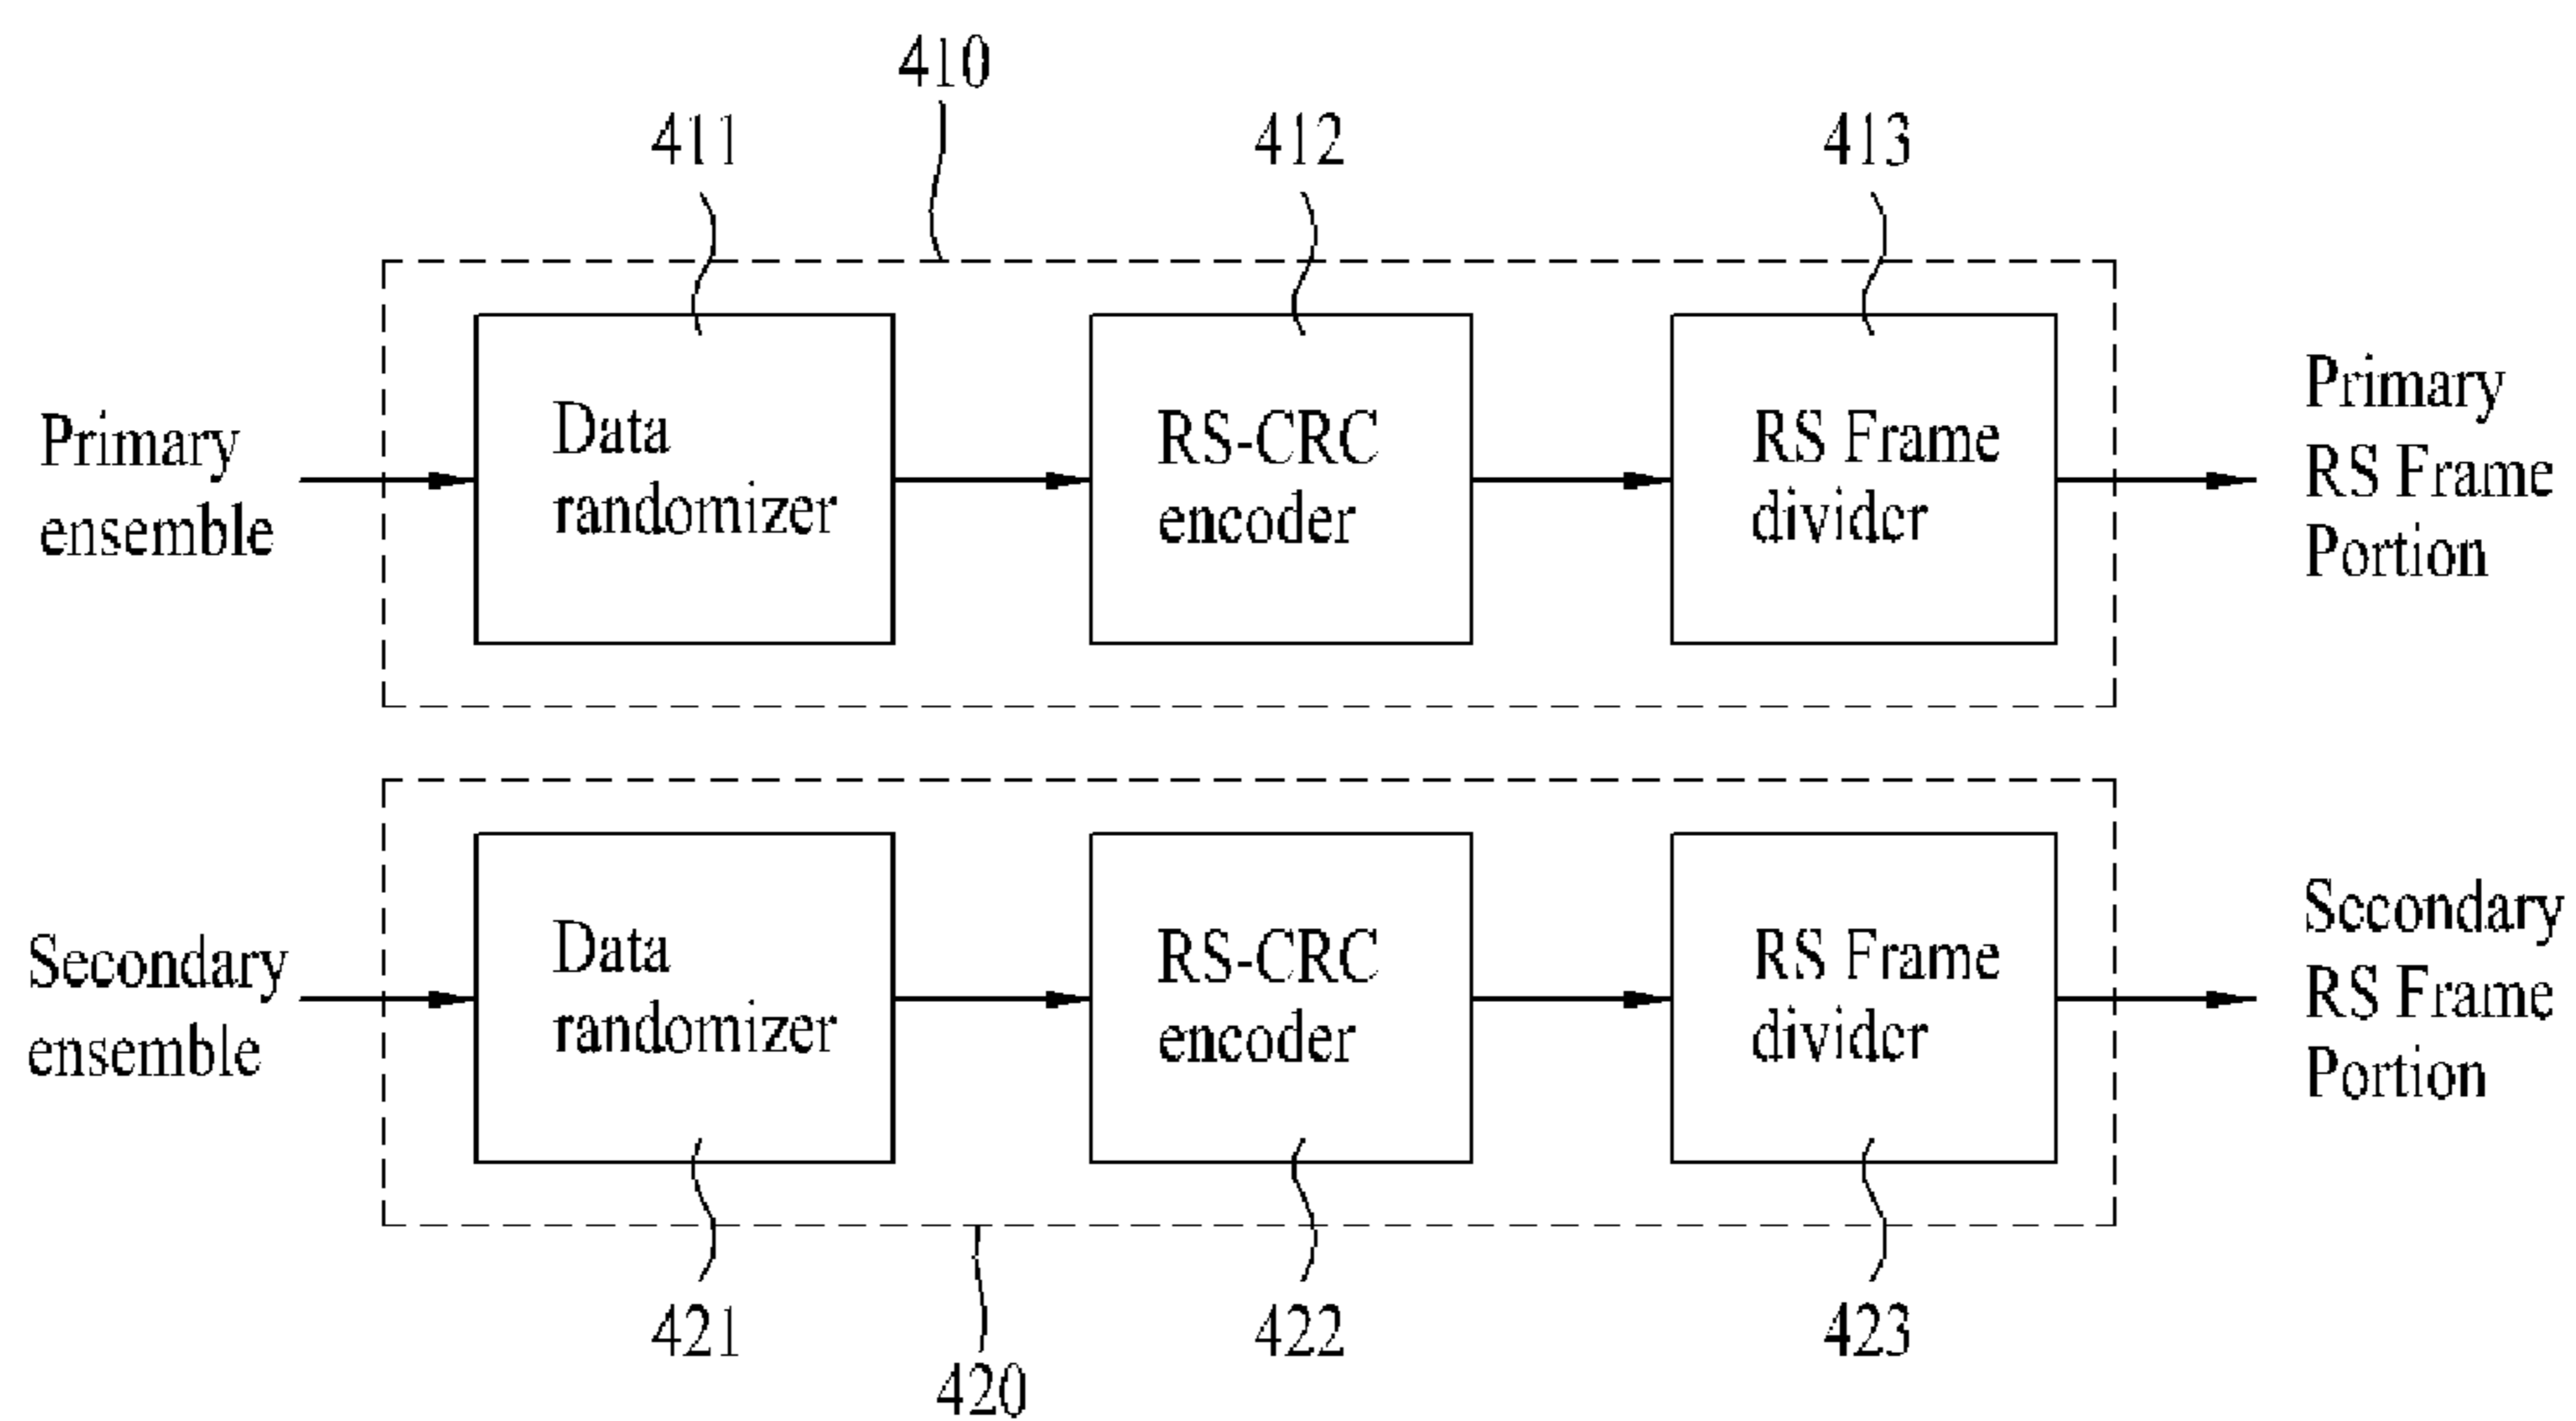 410
411
412
413
Primary
ensemble
Data
randomizer
RS-CRC
encoder
RS Frame
divider
Primary
RS Frame
Portion
Secondary
ensemble
Data
randomizer
RS-CRC
encoder
RS Frame
divider
Secondary
RS Frame
Portion
421
422
423
420